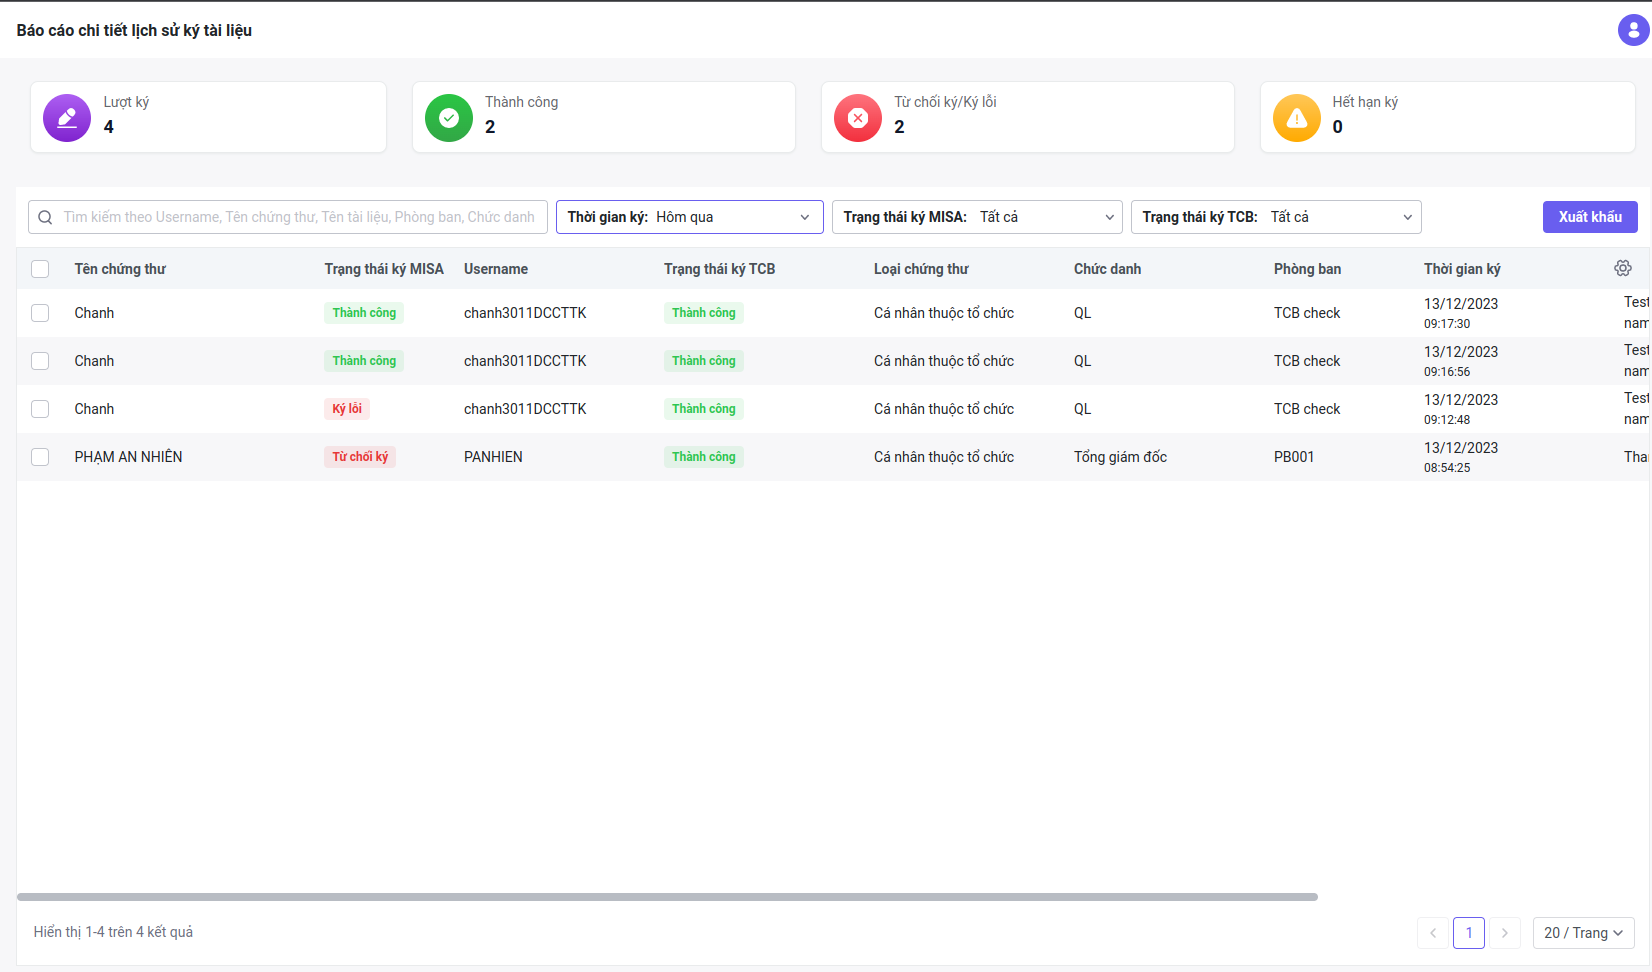 Báo cáo chi tiết lịch sử ký tài liệu
Lượt ký
4
Thành công
2
Từ chối ký/Ký lỗi
2
Hết hạn ký
0
Tìm kiếm theo Username, Tên chứng thư, Tên tài liệu, Phòng ban, Chức danh
Thời gian ký: Hôm qua
Trạng thái ký MISA: Tất cả
Trạng thái ký TCB: Tất cả
Xuất khẩu
Tên chứng thư Trạng thái ký MISA Username Trạng thái ký TCB Loại chứng thư Chức danh Phòng ban Thời gian ký
Chanh Thành công chanh3011DCCTTK Thành công Cá nhân thuộc tổ chức QL TCB check 13/12/2023 Test
09:17:30 nam
Chanh Thành công chanh3011DCCTTK Thành công Cá nhân thuộc tổ chức QL TCB check 13/12/2023 Test
09:16:56 nam
Chanh Ký lỗi chanh3011DCCTTK Thành công Cá nhân thuộc tổ chức QL TCB check 13/12/2023 Test
09:12:48 nam
PHẠM AN NHIÊN Từ chối ký PANHIEN Thành công Cá nhân thuộc tổ chức Tổng giám đốc PB001 13/12/2023 Tha
08:54:25
Hiển thị 1-4 trên 4 kết quả
1
20 / Trang